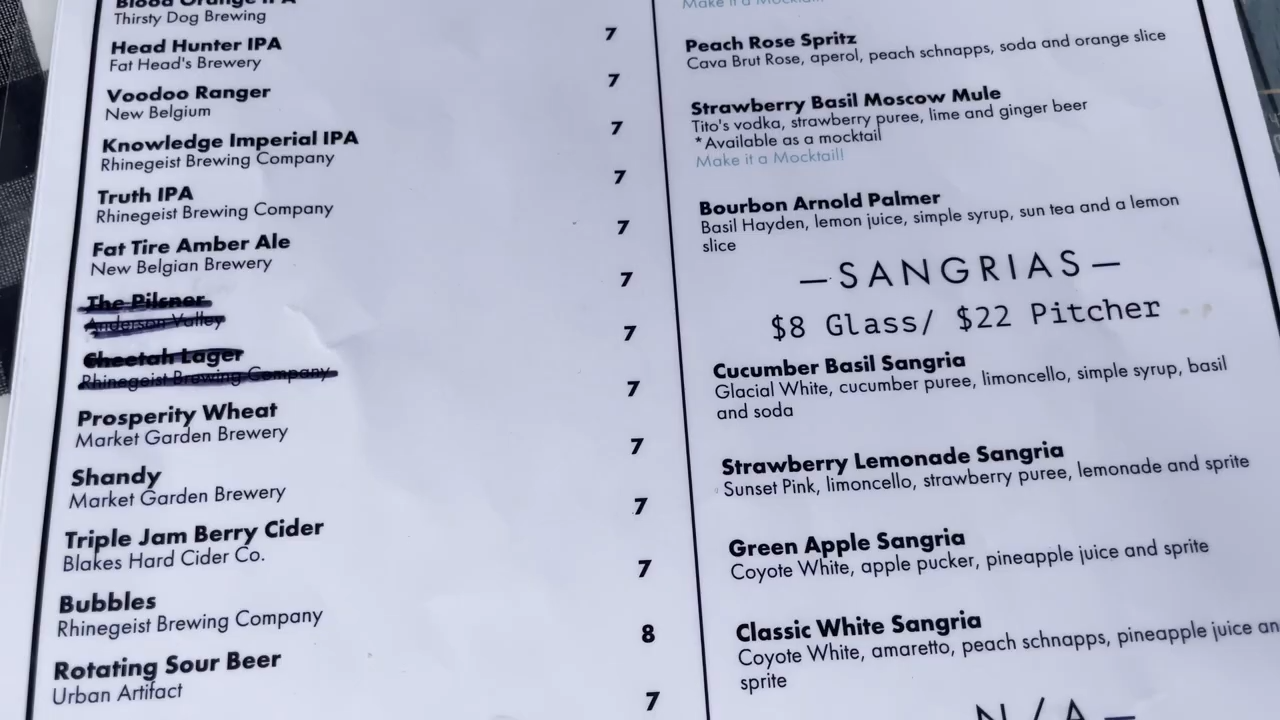 Blood Orange IPA
Thirsty Dog Brewing
Head Hunter IPA 7
Fat Head's Brewery
Voodoo Ranger 7
New Belgium
Knowledge Imperial IPA 7
Rhinegeist Brewing Company
Truth IPA 7
Rhinegeist Brewing Company
Fat Tire Amber Ale 7
New Belgian Brewery
The Pilsner 7
Anderson Valley
Cheetah Lager 7
Rhinegeist Brewing Company
Prosperity Wheat 7
Market Garden Brewery
Shandy 7
Market Garden Brewery
Triple Jam Berry Cider 7
Blakes Hard Cider Co.
Bubbles 7
Rhinegeist Brewing Company
Rotating Sour Beer 8
Urban Artifact
7
Make it a Mocktail!
Peach Rose Spritz
Cava Brut Rose, aperol, peach schnapps, soda and orange slice
Strawberry Basil Moscow Mule
Tito's vodka, strawberry puree, lime and ginger beer
*Available as a mocktail
Make it a Mocktail!
Bourbon Arnold Palmer
Basil Hayden, lemon juice, simple syrup, sun tea and a lemon
slice
—SANGRIAS—
$8 Glass/ $22 Pitcher
Cucumber Basil Sangria
Glacial White, cucumber puree, limoncello, simple syrup, basil
and soda
Strawberry Lemonade Sangria
Sunset Pink, limoncello, strawberry puree, lemonade and sprite
Green Apple Sangria
Coyote White, apple pucker, pineapple juice and sprite
Classic White Sangria
Coyote White, amaretto, peach schnapps, pineapple juice an
sprite
N/A—